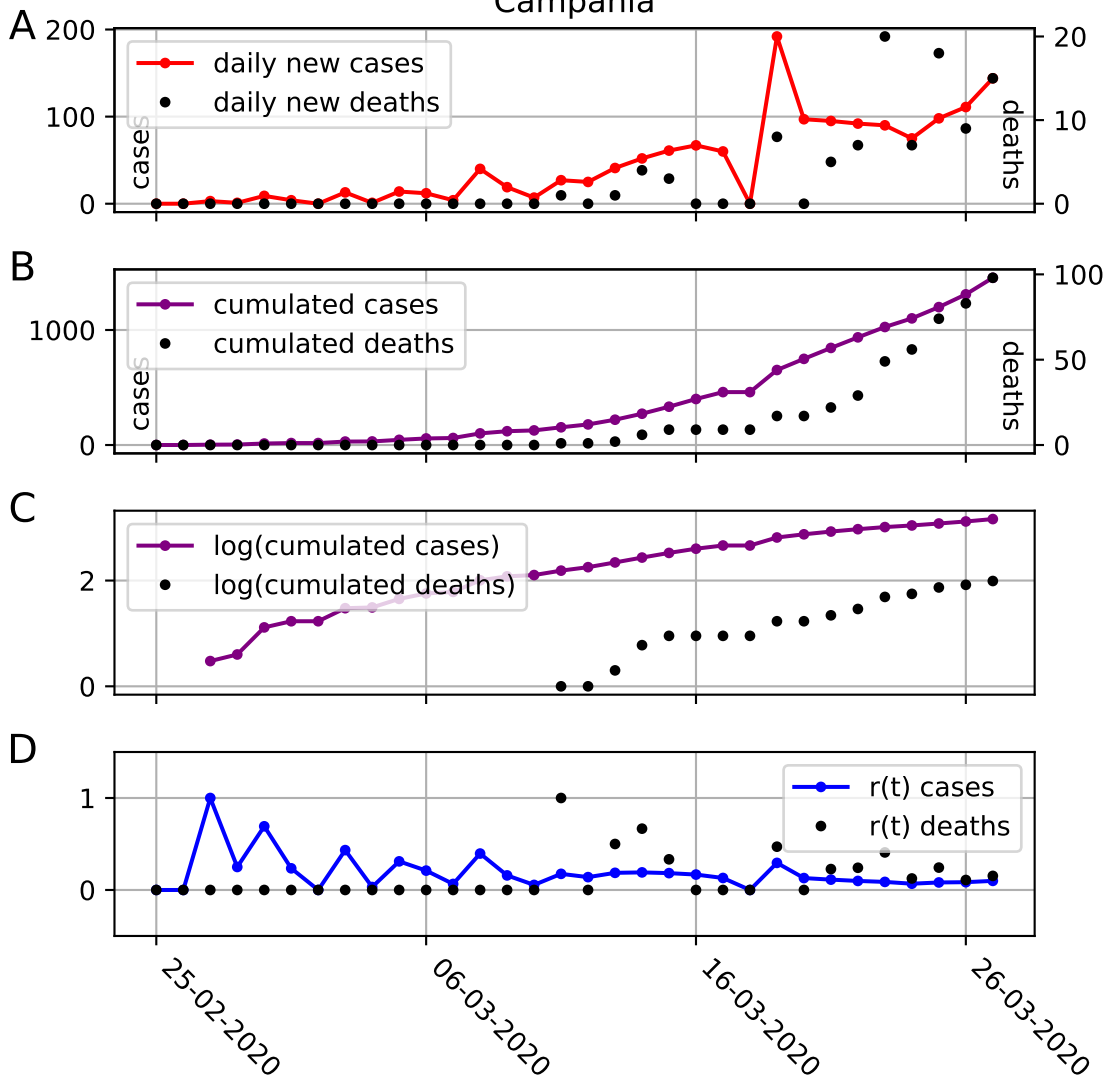 Campania
A
200
100
0
cases
daily new cases
daily new deaths
20
10
0
deaths
B
1000
0
cases
cumulated cases
cumulated deaths
100
50
0
deaths
C
2
0
log(cumulated cases)
log(cumulated deaths)
D
1
0
r(t) cases
r(t) deaths
25-02-2020
06-03-2020
16-03-2020
26-03-2020